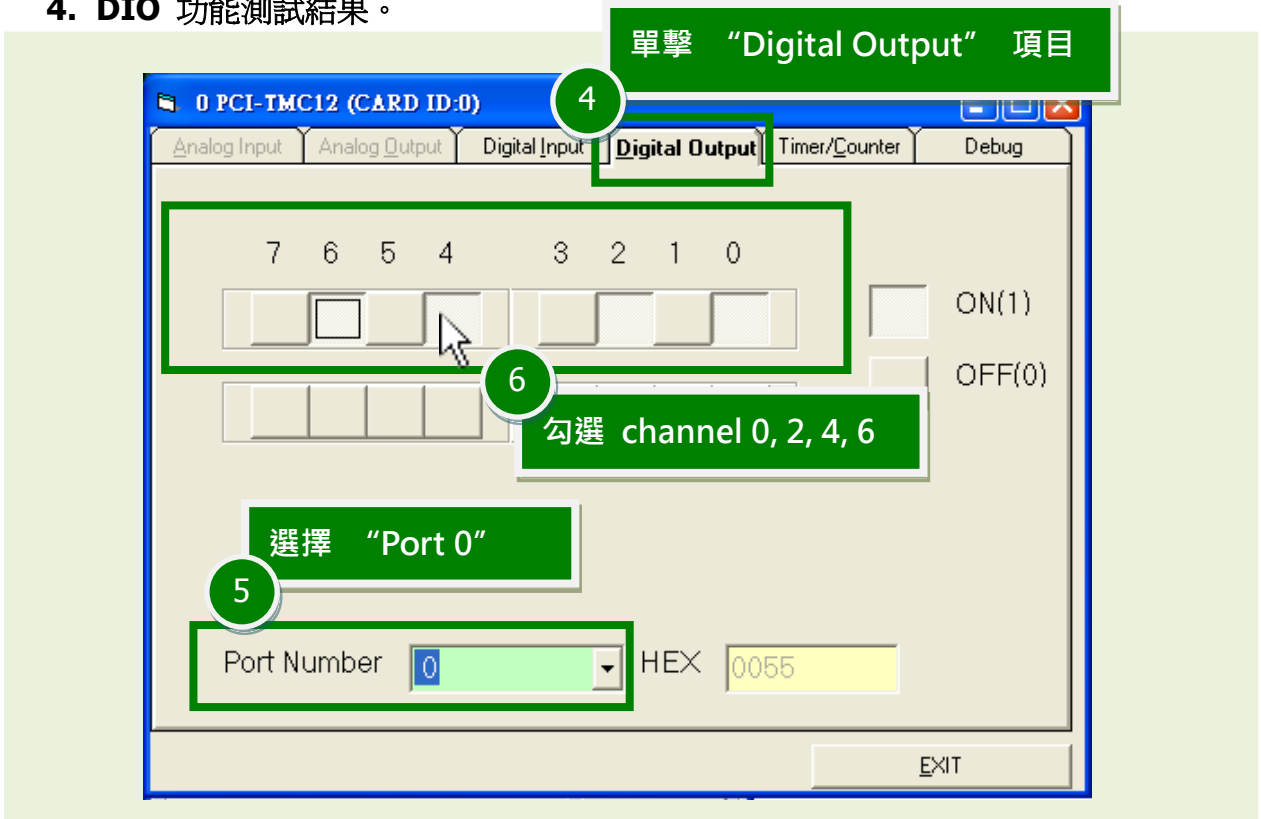 4. DIO 功能測試結果。
單擊 “Digital Output” 項目
4
0 PCI-TMC12 (CARD ID:0)
Analog Input Analog Output Digital Input Digital Output Timer/Counter Debug
7 6 5 4 3 2 1 0
ON(1)
OFF(0)
6
勾選 channel 0, 2, 4, 6
選擇 “Port 0”
5
Port Number 0 HEX 0055
EXIT